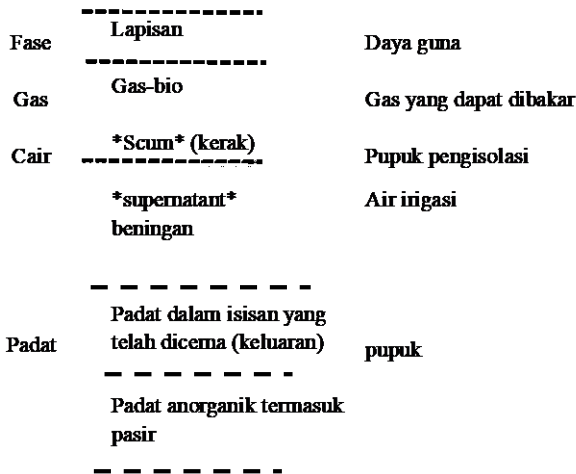 Fase Lapisan Daya guna
Gas Gas-bio Gas yang dapat dibakar
Cair *Scum* (kerak) Pupuk pengisolasi
*supernatant* Air irigasi
beningan
Padat dalam isisan yang
Padat telah dicerna (keluaran) pupuk
Padat anorganik termasuk
pasir